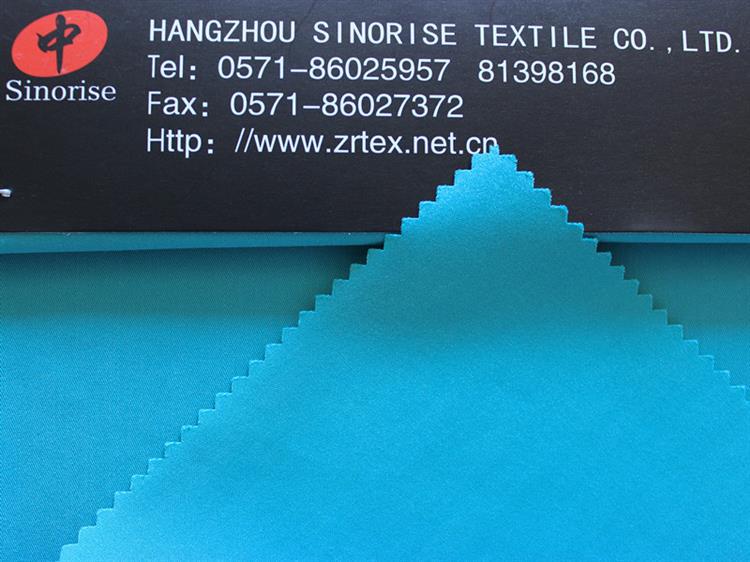 中
Sinorise
HANGZHOU SINORISE TEXTILE CO.,LTD.
Tel: 0571-86025957 81398168
Fax: 0571-86027372
Http: //www.zrtex.net.cn